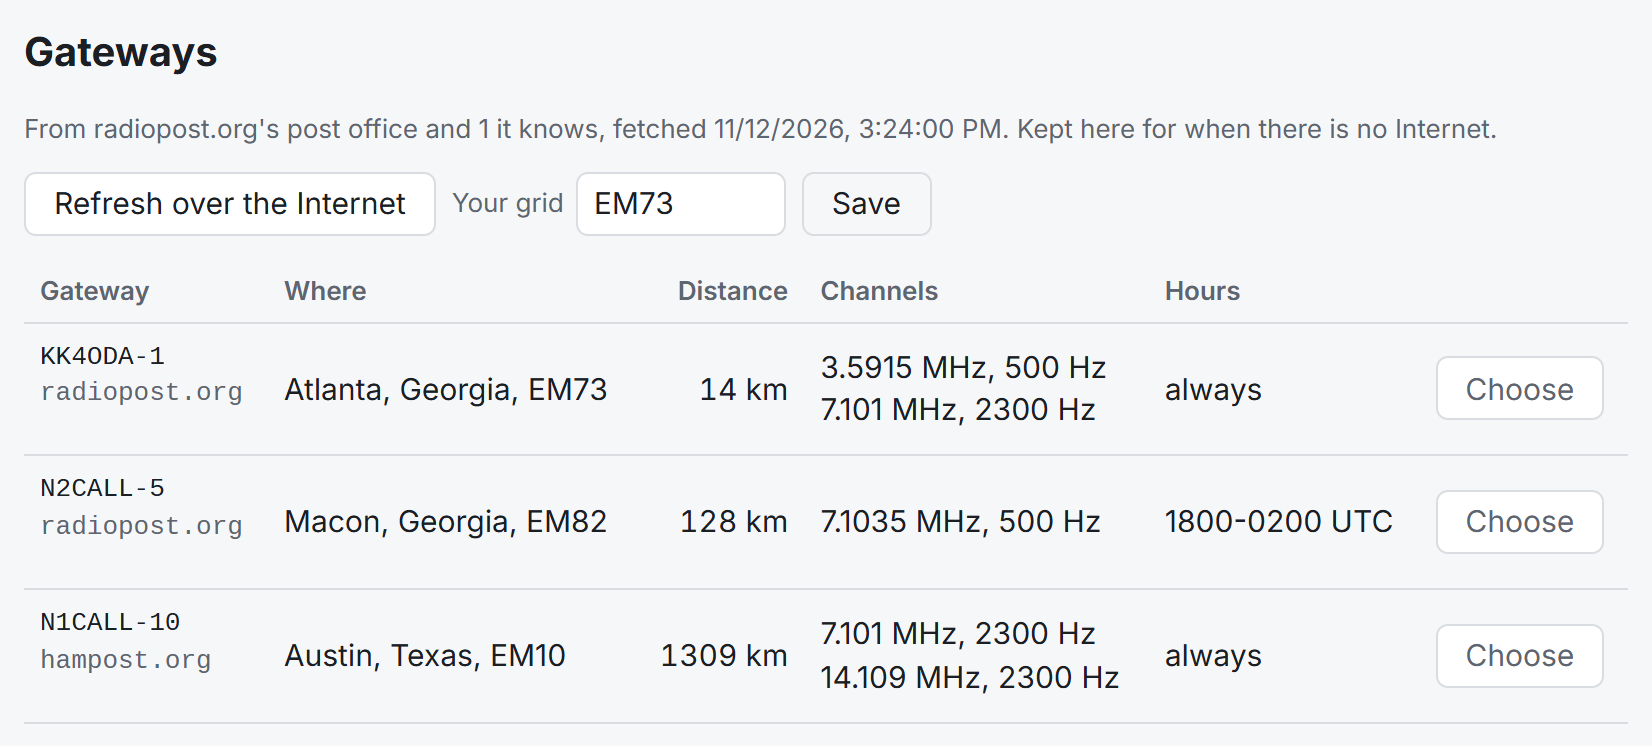 Gateways
From radiopost.org's post office and 1 it knows, fetched 11/12/2026, 3:24:00 PM. Kept here for when there is no Internet.
Refresh over the Internet Your grid EM73 Save
Gateway Where Distance Channels Hours
KK4ODA-1
radiopost.org
Atlanta, Georgia, EM73
14 km
3.5915 MHz, 500 Hz
7.101 MHz, 2300 Hz
always
Choose
N2CALL-5
radiopost.org
Macon, Georgia, EM82
128 km
7.1035 MHz, 500 Hz
1800-0200 UTC
Choose
N1CALL-10
hampost.org
Austin, Texas, EM10
1309 km
7.101 MHz, 2300 Hz
14.109 MHz, 2300 Hz
always
Choose